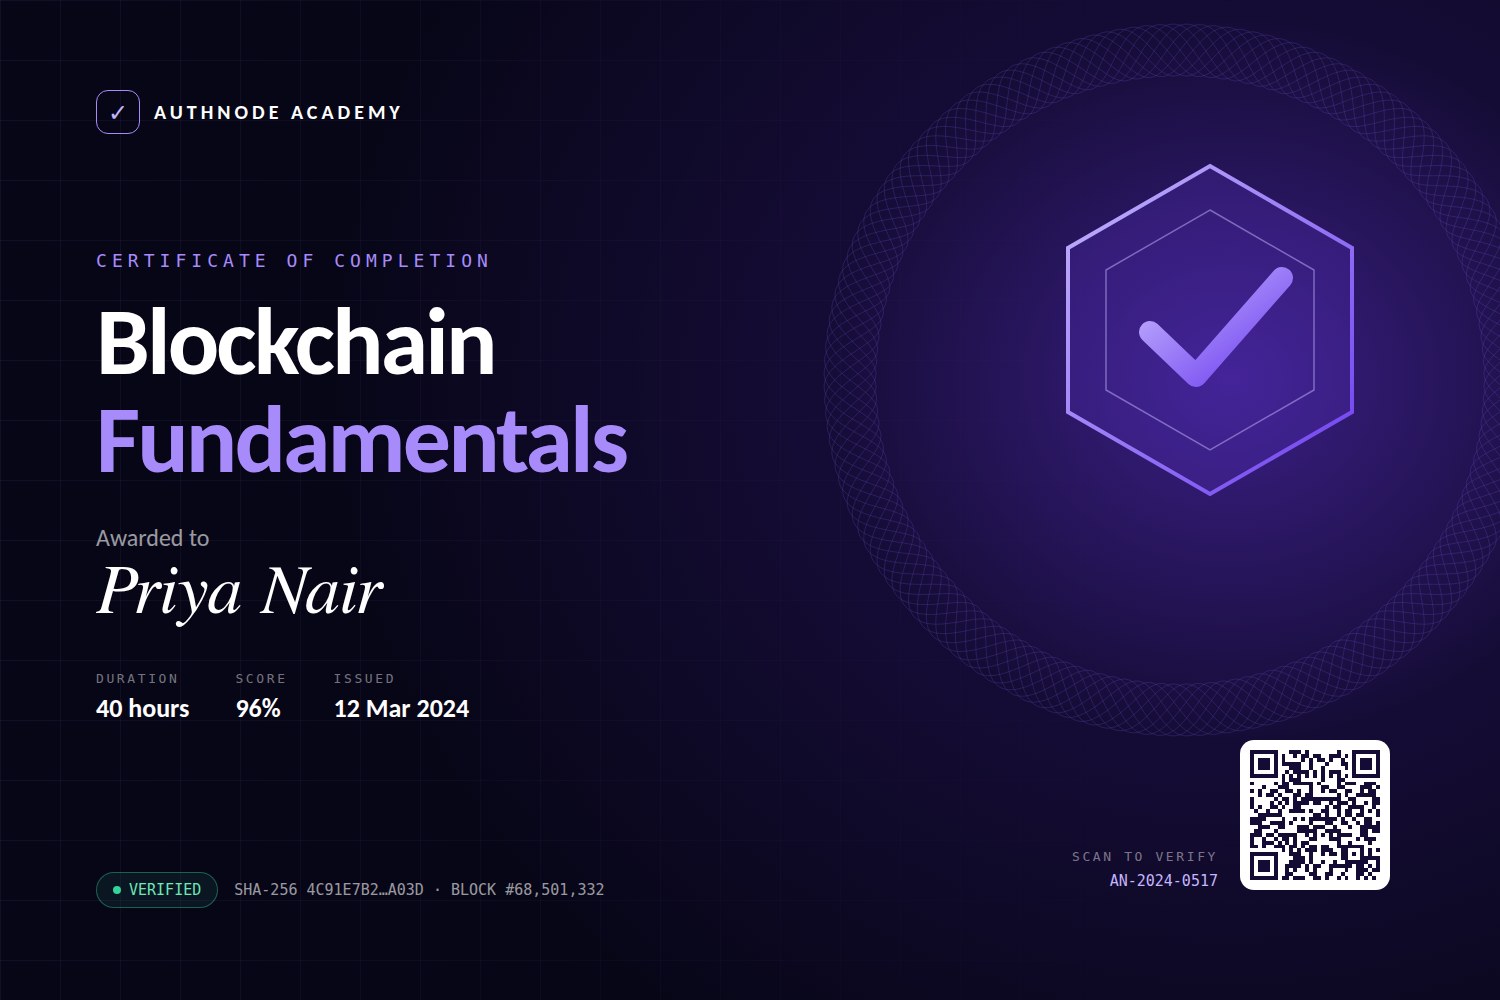 AUTHNODE ACADEMY
CERTIFICATE OF COMPLETION
Blockchain
Fundamentals
Awarded to
Priya Nair
DURATION SCORE ISSUED
40 hours 96% 12 Mar 2024
VERIFIED SHA-256 4C91E7B2…A03D · BLOCK #68,501,332
SCAN TO VERIFY
AN-2024-0517